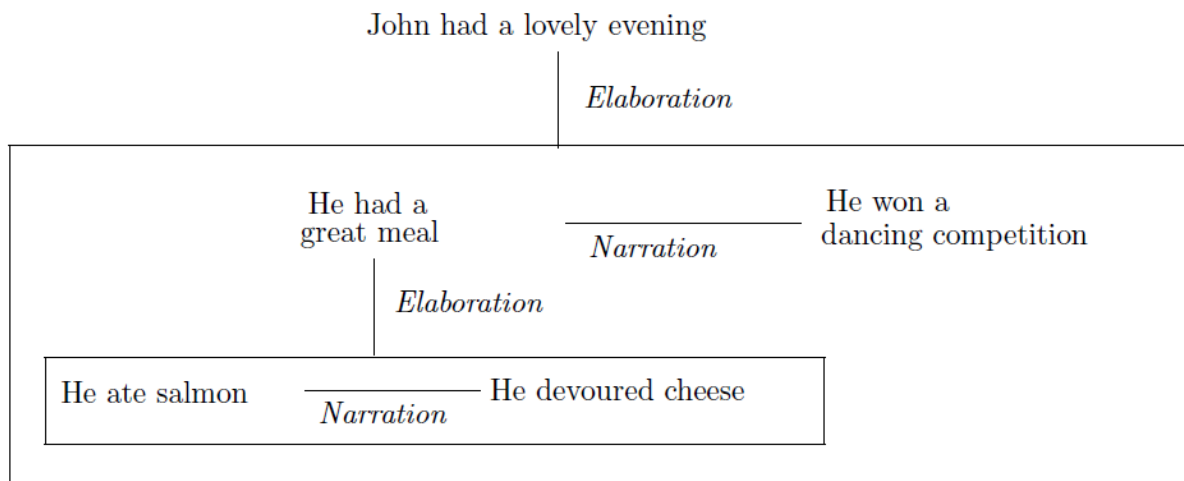 John had a lovely evening
Elaboration
He had a
great meal
Narration
He won a
dancing competition
Elaboration
He ate salmon
Narration
He devoured cheese